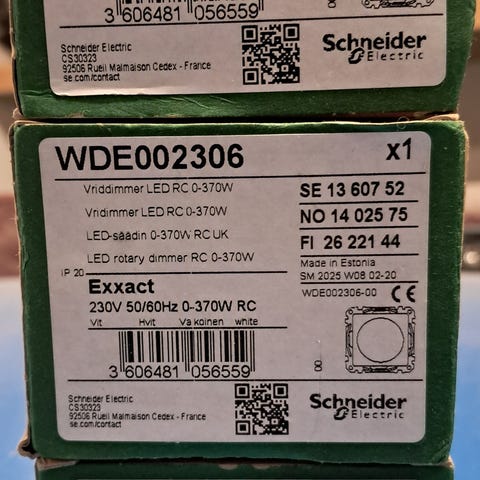 3 606481 056559
Schneider Electric
CS30323
92506 Rueil Malmaison Cedex - France
se.com/contact
Schneider
Electric
WDE002306
x1
Vriddimmer LED RC 0-370W
Vridimmer LED RC 0-370W
LED-säädin 0-370W RC UK
LED rotary dimmer RC 0-370W
SE 13 607 52
NO 14 025 75
FI 26 221 44
IP 20
Made in Estonia
SM 2025 W08 02-20
Exxact
230V 50/60Hz 0-370W RC
WDE002306-00 CE
Vit Hvit Valkoinen white
3 606481 056559
Schneider Electric
CS30323
92506 Rueil Malmaison Cedex - France
se.com/contact
Schneider
Electric